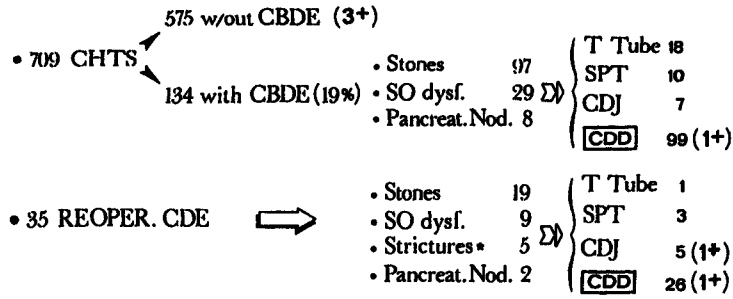 575 w/out CBDE (3+)
• 709 CHTS
134 with CBDE (19%)
• Stones 97
• SO dysf. 29
• Pancreat. Nod. 8
T Tube 18
SPT 10
CDJ 7
CDD 99 (1+)
• 35 REOPER. CDE
• Stones 19
• SO dysf. 9
• Strictures* 5
• Pancreat. Nod. 2
T Tube 1
SPT 3
CDJ 5 (1+)
CDD 26 (1+)